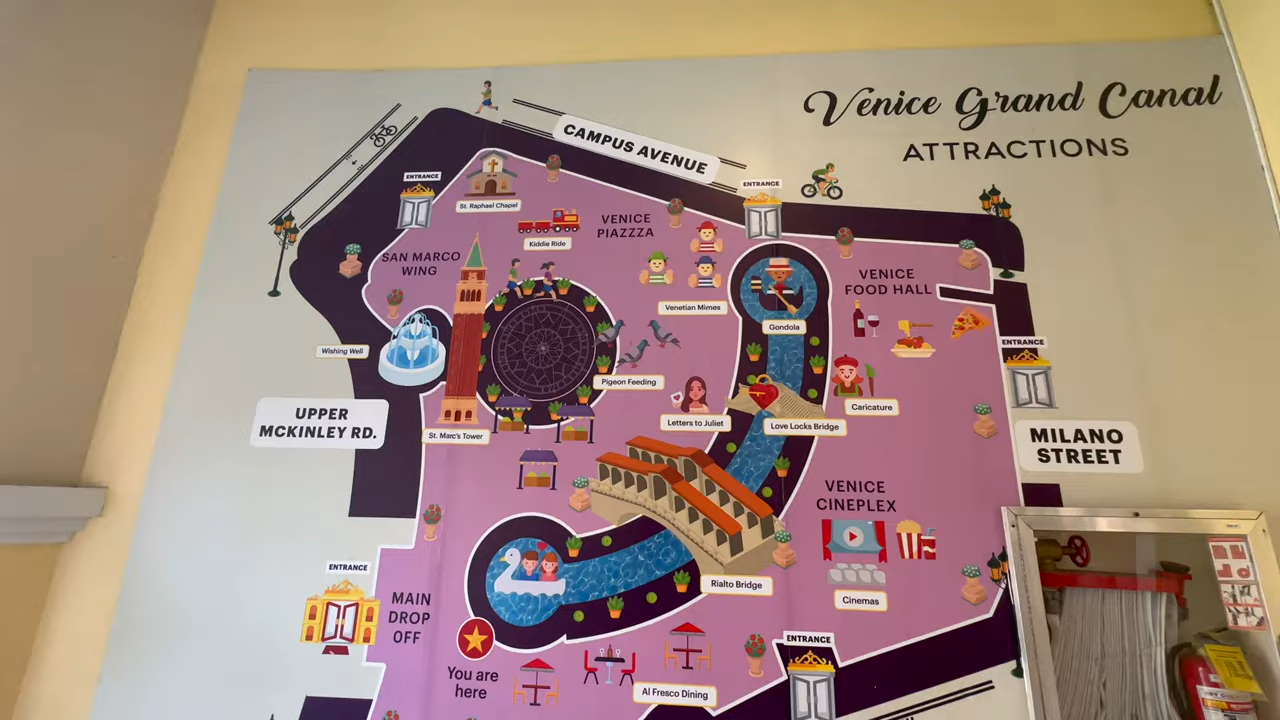 Venice Grand Canal
ATTRACTIONS
CAMPUS AVENUE
ENTRANCE
St. Raphael Chapel
ENTRANCE
Kiddie Ride
VENICE
PIAZZZA
SAN MARCO
WING
VENICE
FOOD HALL
Venetian Mimes
Gondola
Wishing Well
ENTRANCE
Pigeon Feeding
UPPER
MCKINLEY RD.
St. Marc's Tower
Letters to Juliet
Love Locks Bridge
Caricature
MILANO
STREET
VENICE
CINEPLEX
Rialto Bridge
Cinemas
ENTRANCE
MAIN
DROP
OFF
You are
here
ENTRANCE
Al Fresco Dining